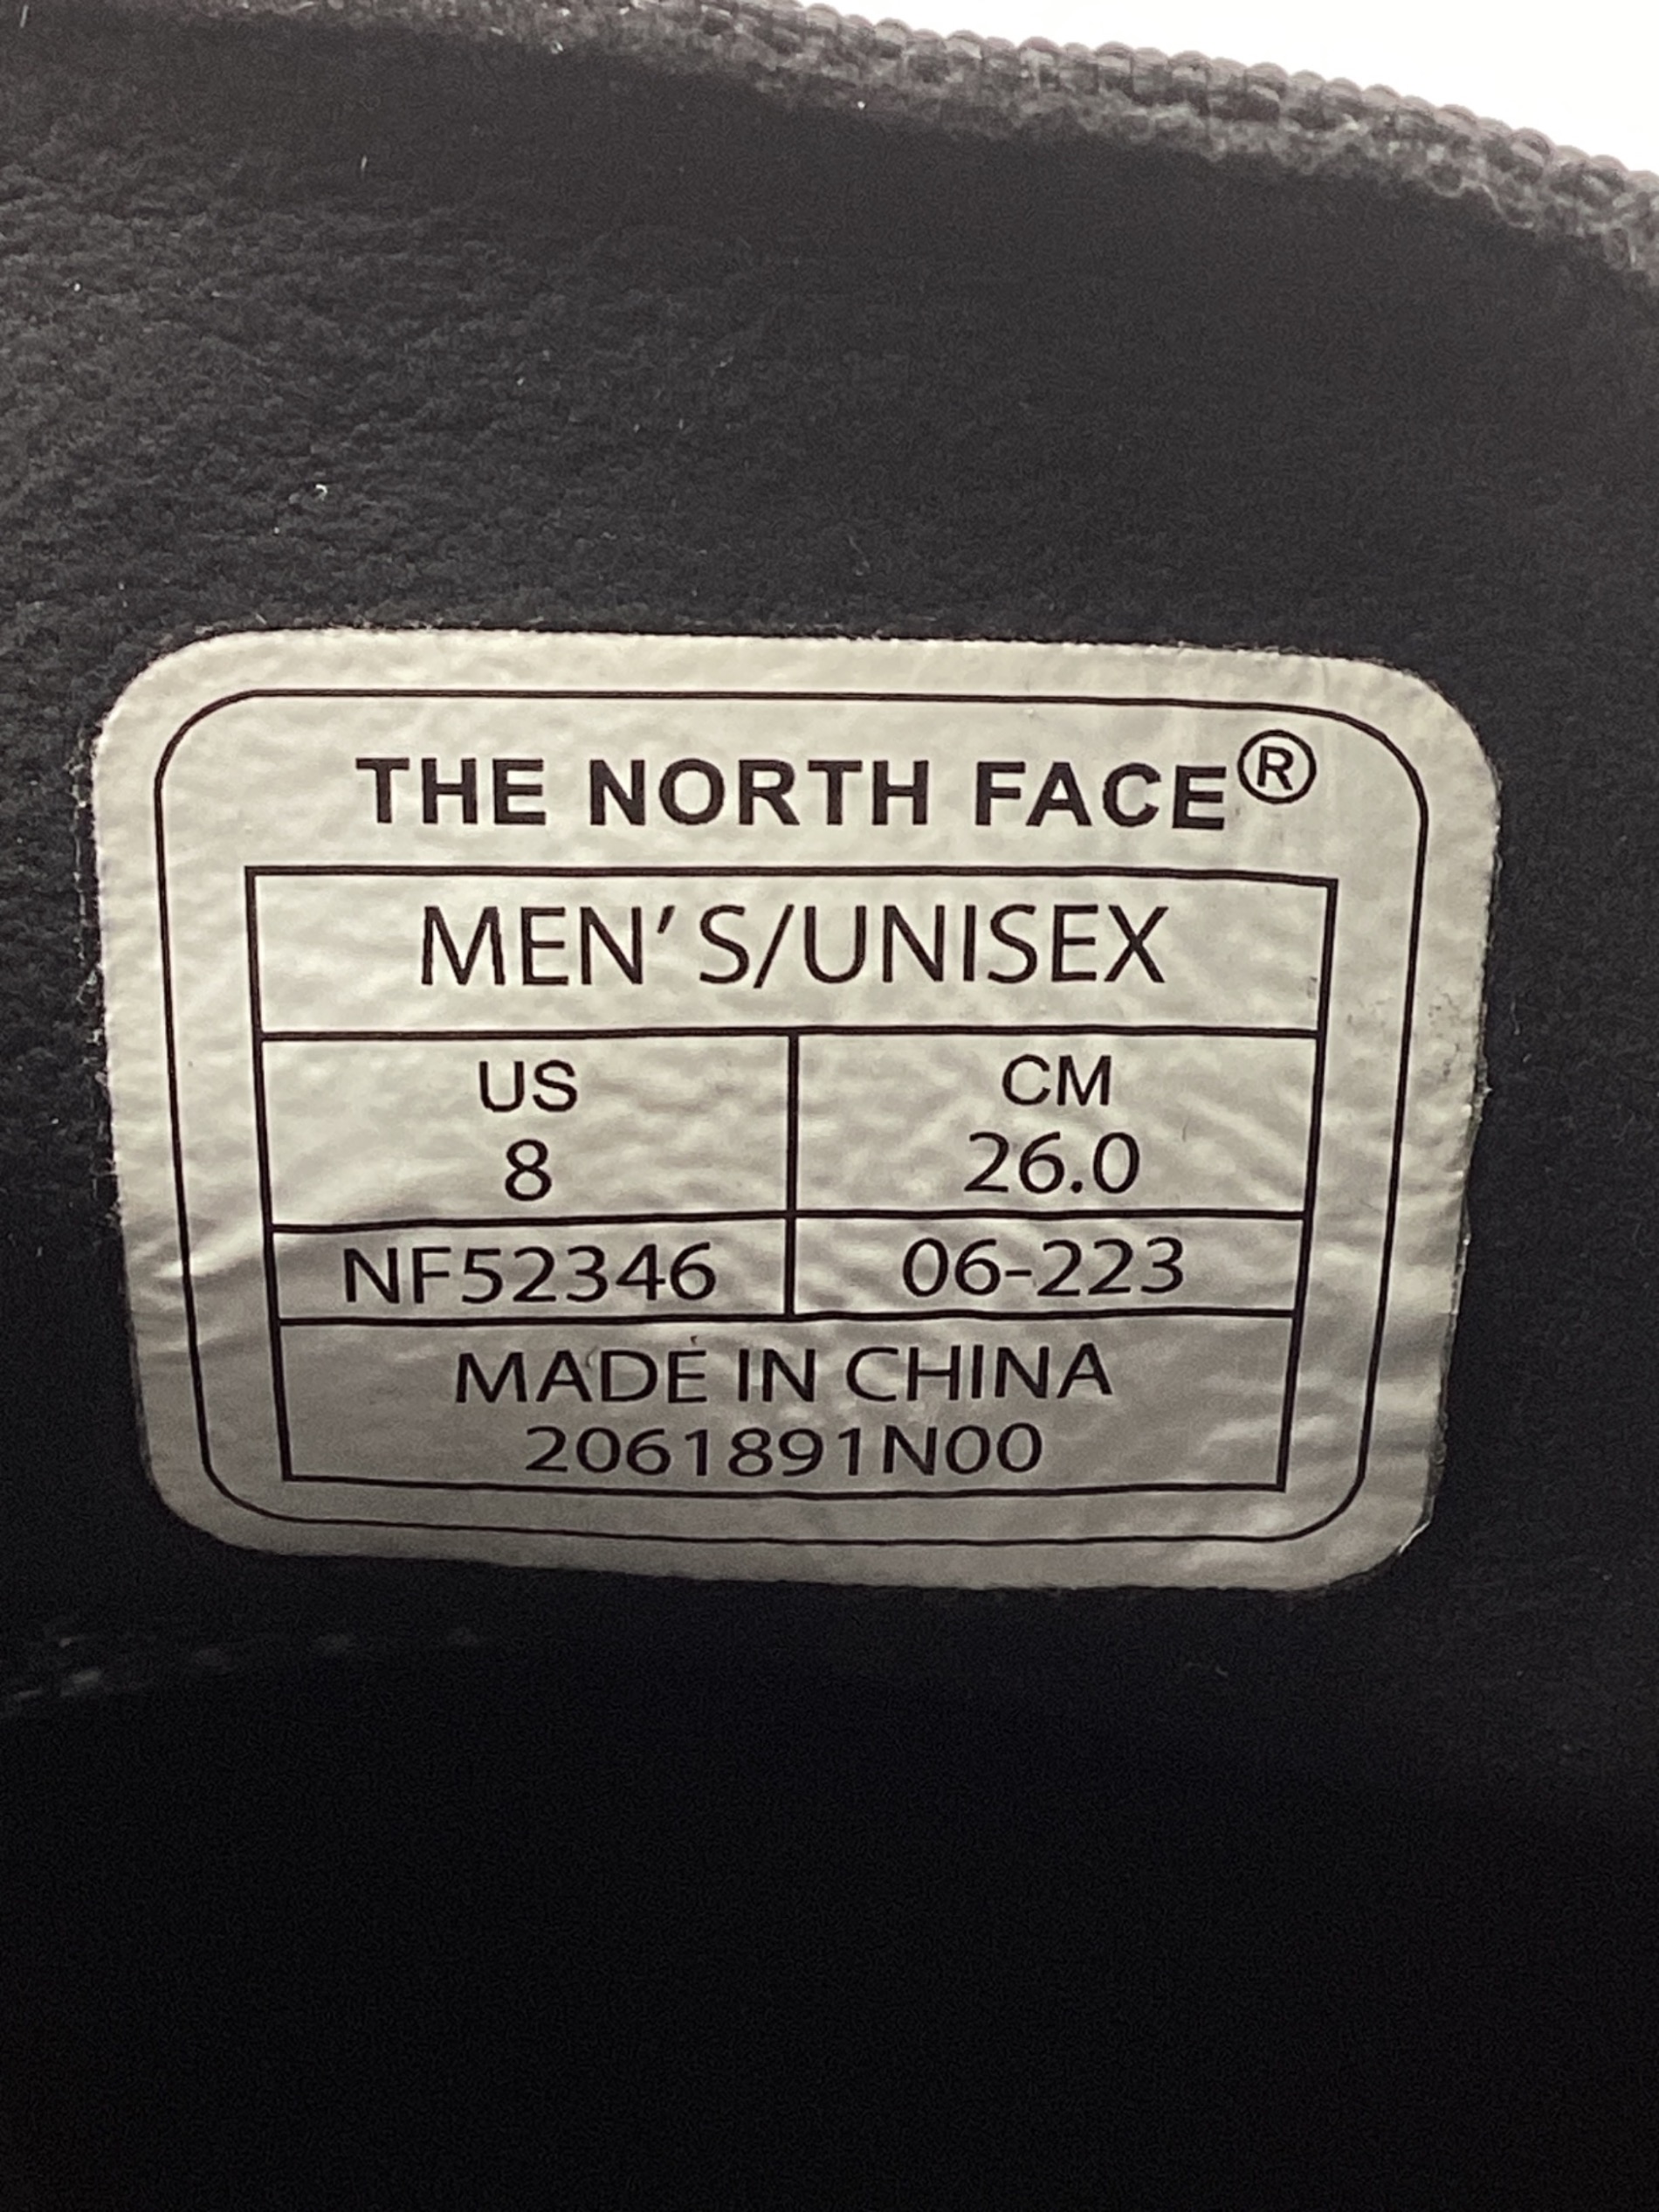 THE NORTH FACE®
MEN'S/UNISEX
US CM
8 26.0
NF52346 06-223
MADE IN CHINA
2061891N00